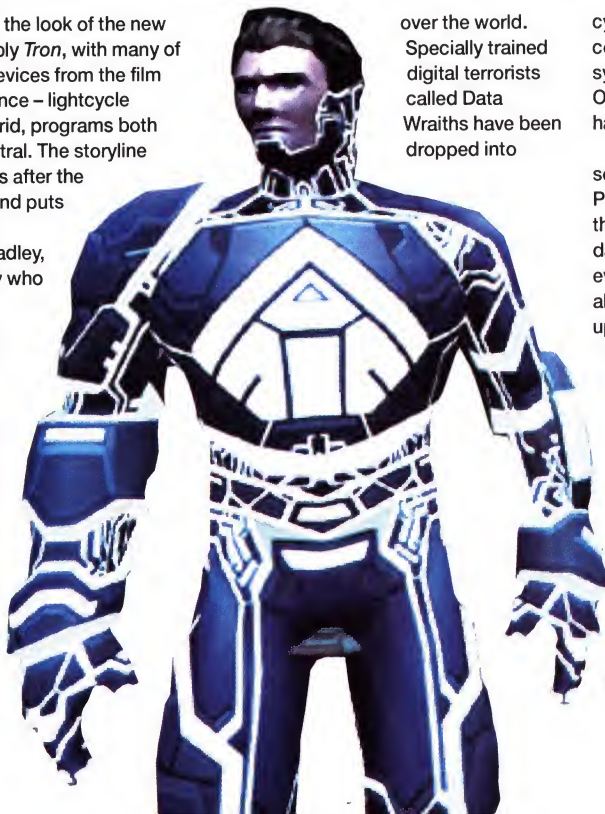 the look of the new
bly Tron, with many of
evices from the film
nce – lightcycle
rid, programs both
tral. The storyline
s after the
nd puts
adley,
y who
over the world.
Specially trained
digital terrorists
called Data
Wraiths have been
dropped into
cy
co
sy
O
ha
se
P
th
da
ev
al
up